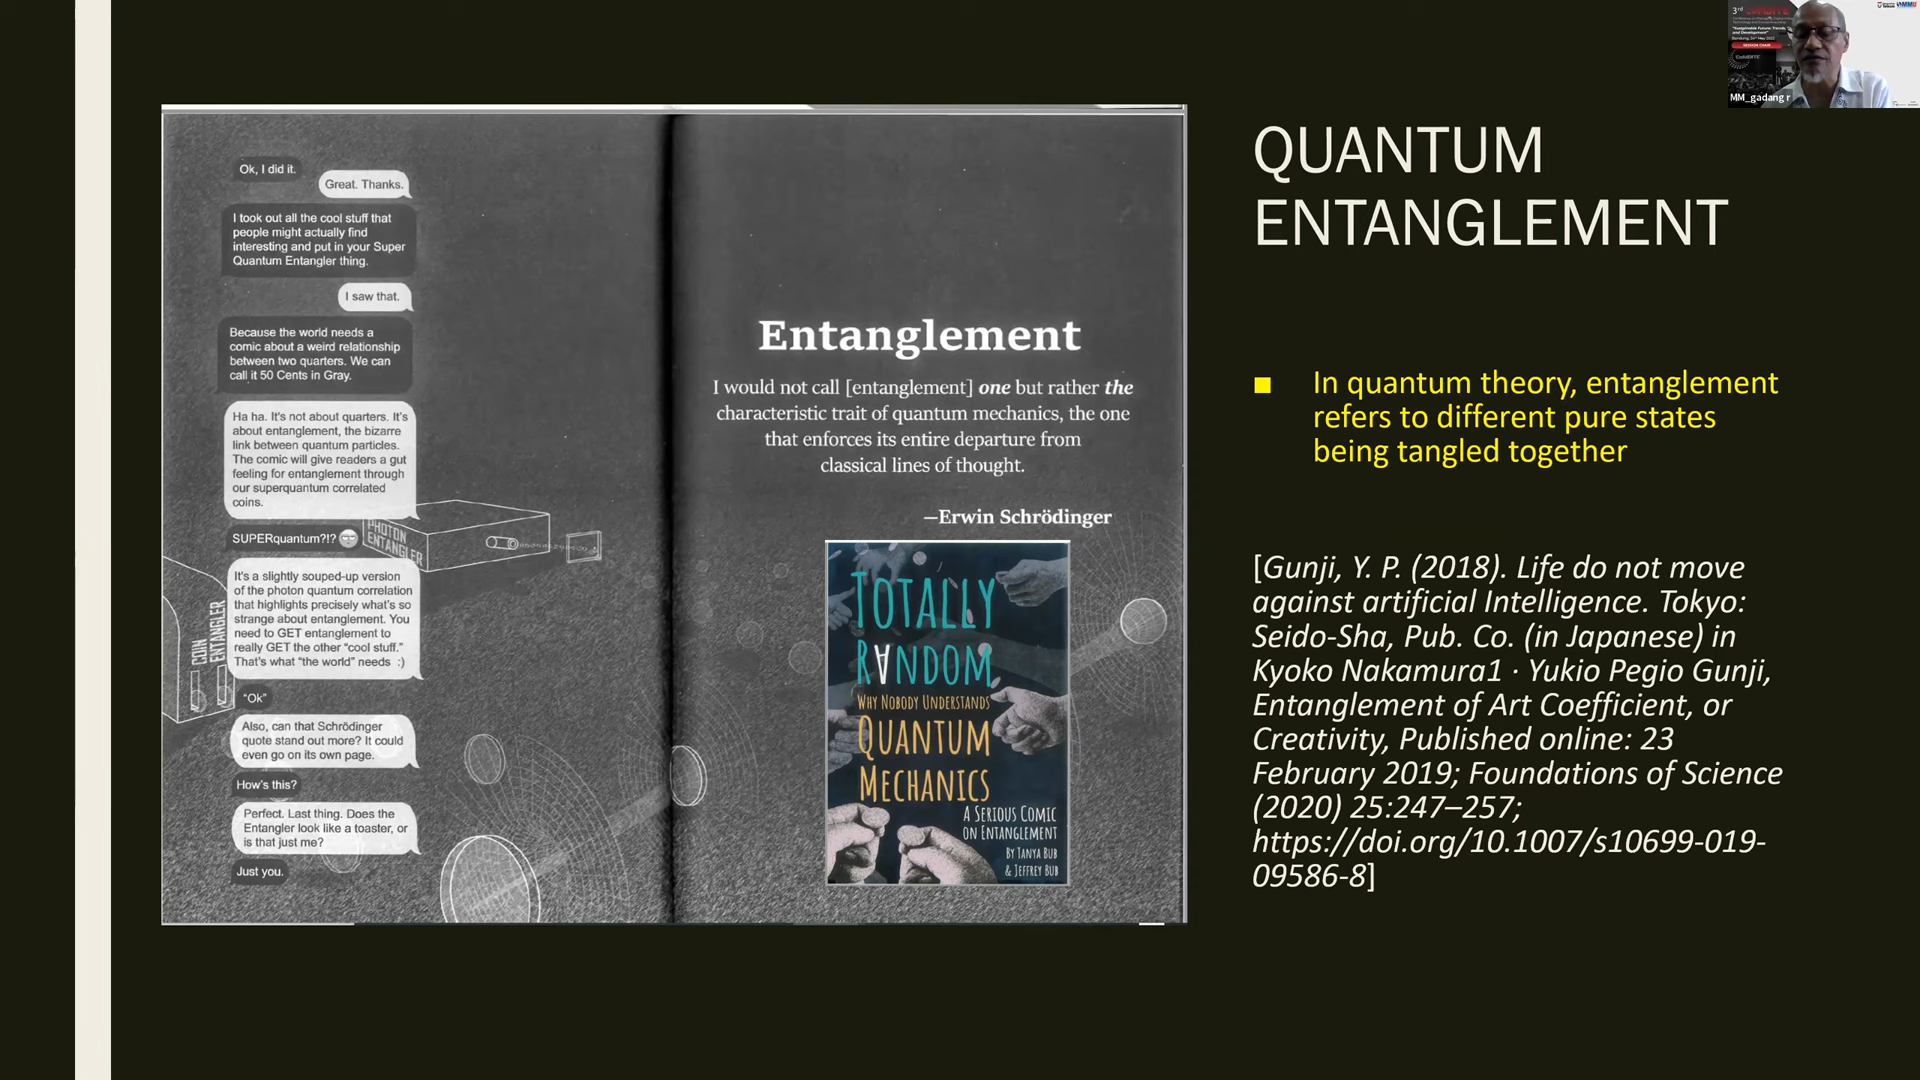 Ok, I did it.
Great. Thanks.
I took out all the cool stuff that
people might actually find
interesting and put in your Super
Quantum Entangler thing.
I saw that.
Because the world needs a
comic about a weird relationship
between two quarters. We can
call it 50 Cents in Gray.
Ha ha. It's not about quarters. It's
about entanglement, the bizarre
link between quantum particles.
The comic will give readers a gut
feeling for entanglement through
our superquantum correlated
coins.
SUPERquantum?!?
It's a slightly souped-up version
of the photon quantum correlation
that highlights precisely what's so
strange about entanglement. You
need to GET entanglement to
really GET the other “cool stuff.”
That's what “the world” needs :)
“Ok”
Also, can that Schrödinger
quote stand out more? It could
even go on its own page.
How's this?
Perfect. Last thing. Does the
Entangler look like a toaster, or
is that just me?
Just you.
PHOTON
ENTANGLER
COIN
ENTANGLER
Entanglement
I would not call [entanglement] one but rather the
characteristic trait of quantum mechanics, the one
that enforces its entire departure from
classical lines of thought.
—Erwin Schrödinger
TOTALLY
R∀NDOM
WHY NOBODY UNDERSTANDS
QUANTUM
MECHANICS
A SERIOUS COMIC
ON ENTANGLEMENT
BY TANYA BUB
& JEFFREY BUB
QUANTUM
ENTANGLEMENT
In quantum theory, entanglement
refers to different pure states
being tangled together
[Gunji, Y. P. (2018). Life do not move
against artificial Intelligence. Tokyo:
Seido-Sha, Pub. Co. (in Japanese) in
Kyoko Nakamura1 · Yukio Pegio Gunji,
Entanglement of Art Coefficient, or
Creativity, Published online: 23
February 2019; Foundations of Science
(2020) 25:247–257;
https://doi.org/10.1007/s10699-019-
09586-8]
3rd
SESSION CHAIR
MMU
MM_gadang r